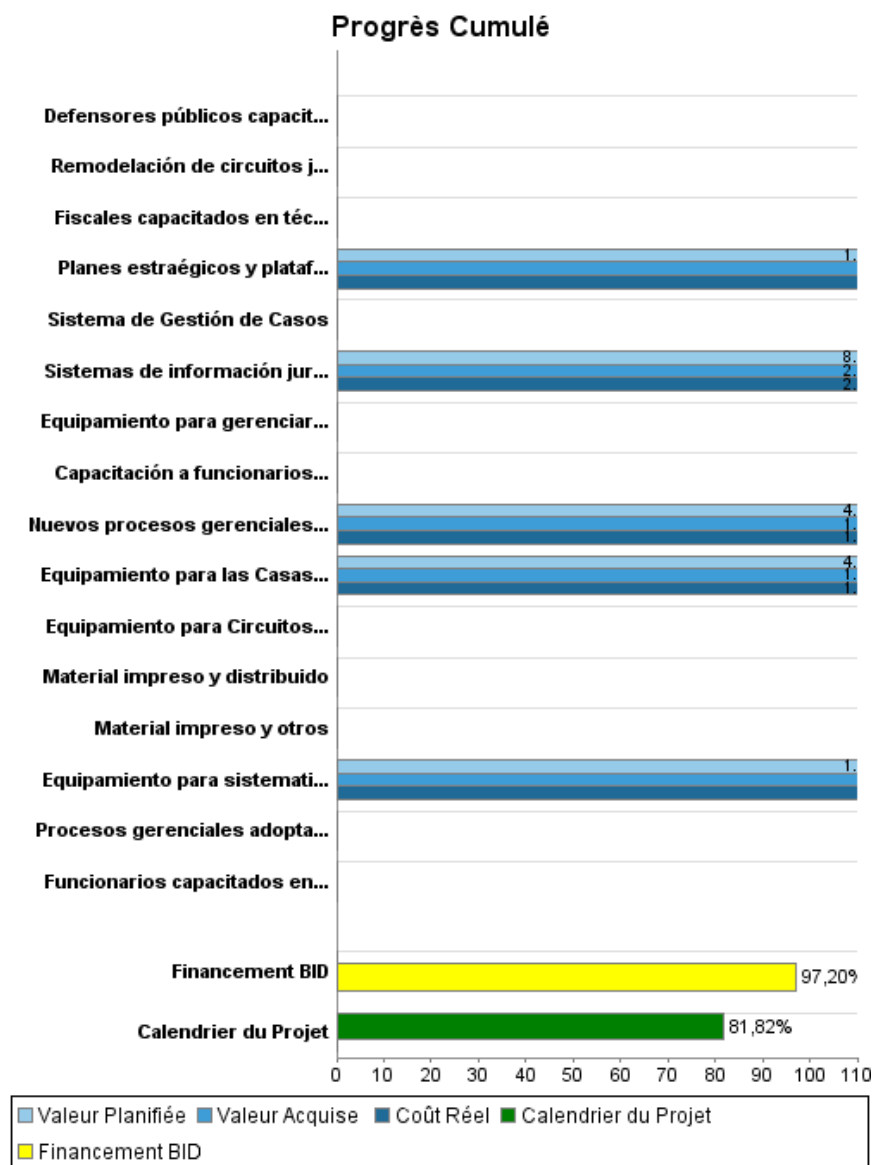 Progrès Cumulé
Defensores públicos capacit...
Remodelación de circuitos j...
Fiscales capacitados en téc...
Planes estraégicos y plataf...
1.
Sistema de Gestión de Casos
8.
Sistemas de información jur...
2.
2.
Equipamiento para gerenciar...
Capacitación a funcionarios...
4.
Nuevos procesos gerenciales...
1.
1.
4.
Equipamiento para las Casas...
1.
1.
Equipamiento para Circuitos...
Material impreso y distribuido
Material impreso y otros
1.
Equipamiento para sistemati...
Procesos gerenciales adopta...
Funcionarios capacitados en...
Financement BID
97,20%
Calendrier du Projet
81,82%
0 10 20 30 40 50 60 70 80 90 100 110
Valeur Planifiée Valeur Acquise Coût Réel Calendrier du Projet
Financement BID